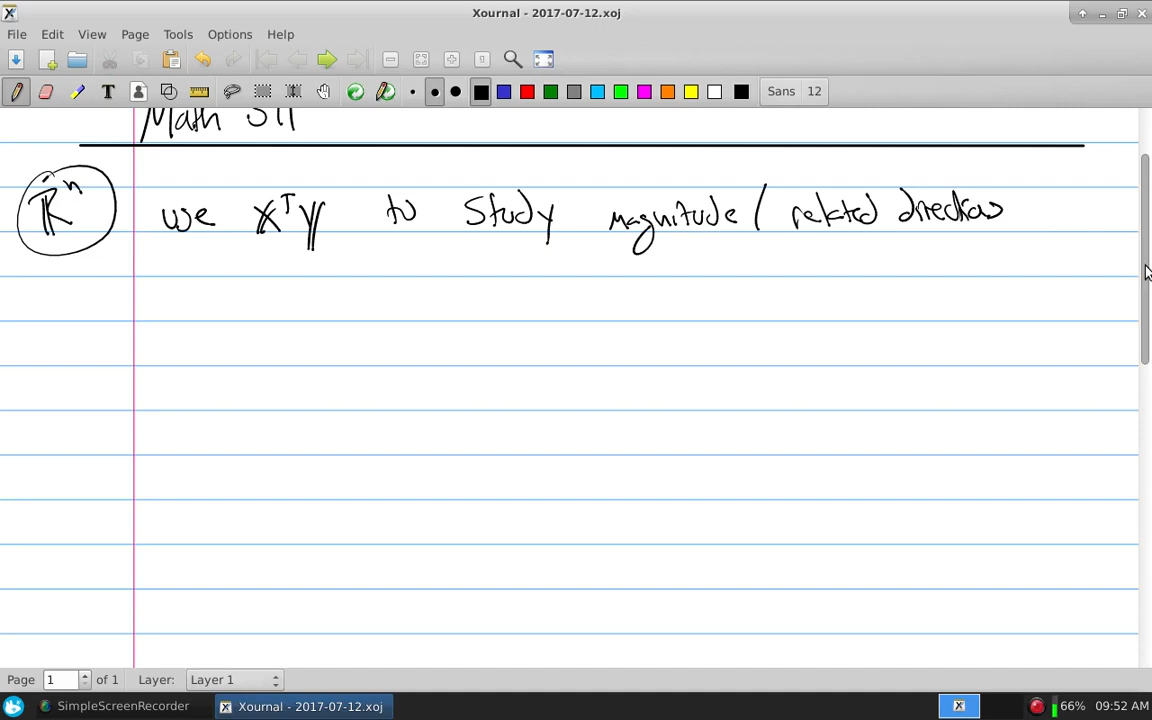 Xournal - 2017-07-12.xoj
File Edit View Page Tools Options Help
Sans 12
Math 511
ℝⁿ we xᵀy to Study magnitude / related directions
Page 1 of 1 Layer: Layer 1
SimpleScreenRecorder Xournal - 2017-07-12.xoj 66% 09:52 AM